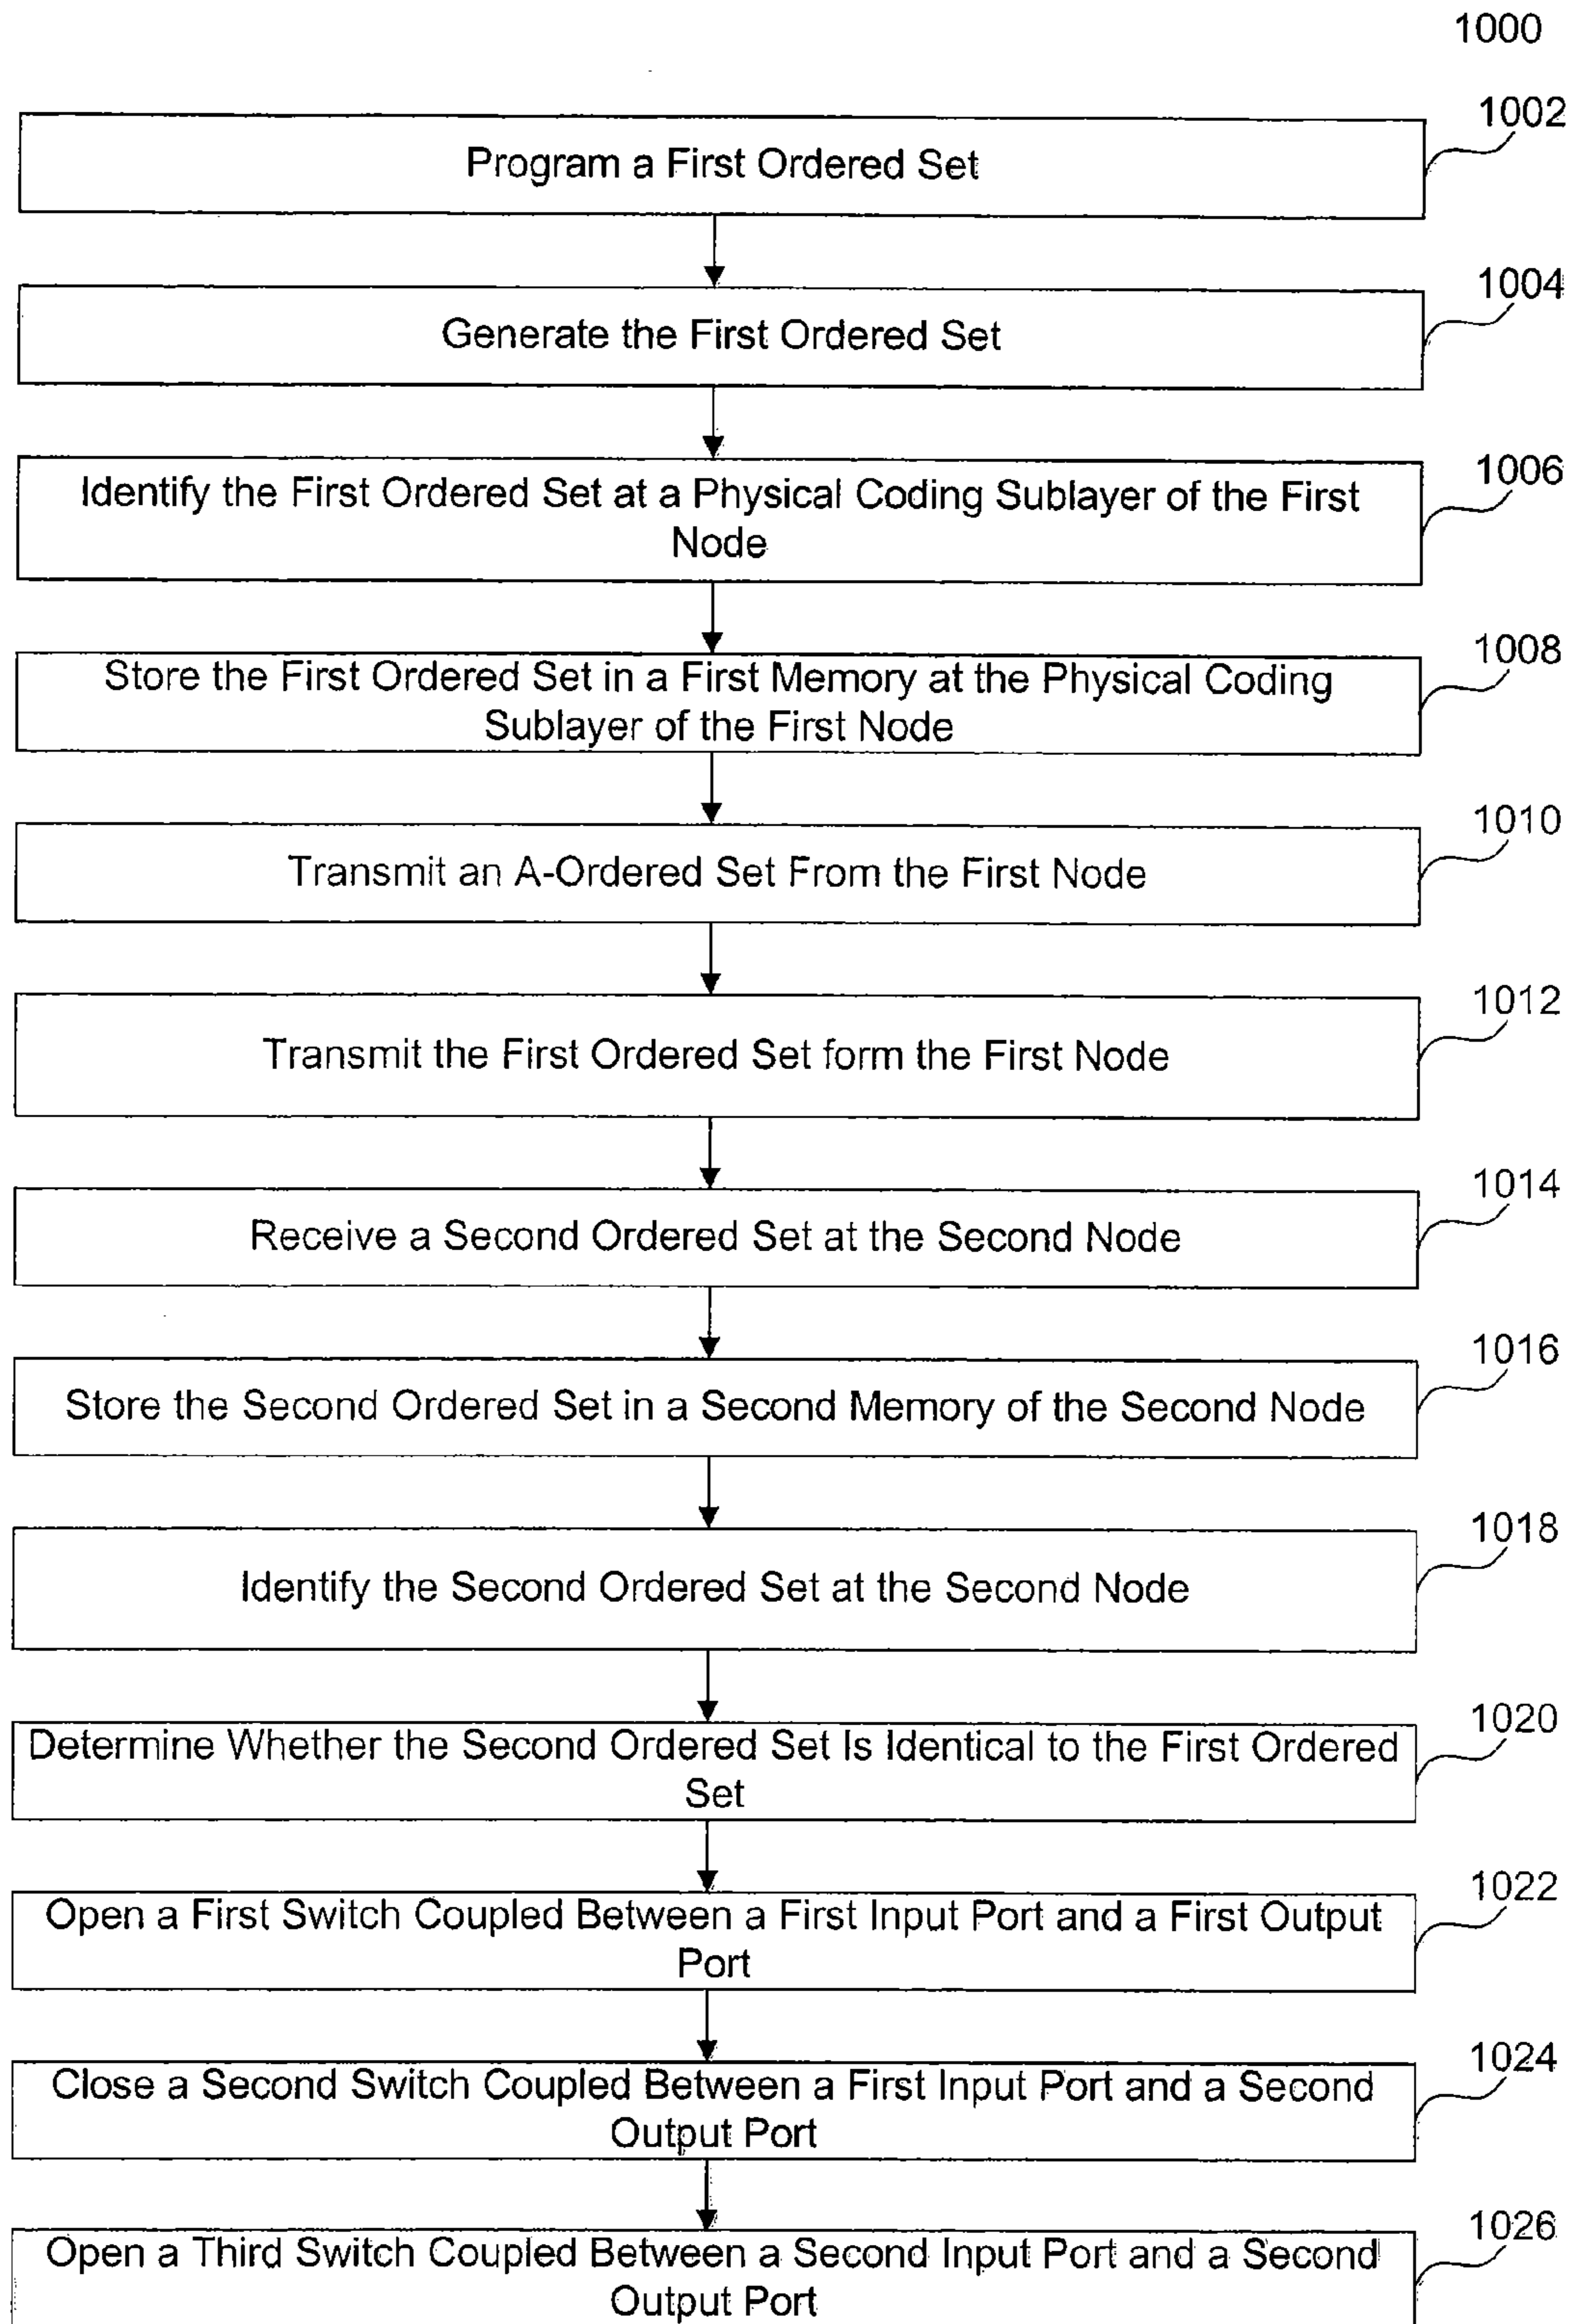 1000
1002
Program a First Ordered Set
1004
Generate the First Ordered Set
1006
Identify the First Ordered Set at a Physical Coding Sublayer of the First
Node
1008
Store the First Ordered Set in a First Memory at the Physical Coding
Sublayer of the First Node
1010
Transmit an A-Ordered Set From the First Node
1012
Transmit the First Ordered Set form the First Node
1014
Receive a Second Ordered Set at the Second Node
1016
Store the Second Ordered Set in a Second Memory of the Second Node
1018
Identify the Second Ordered Set at the Second Node
1020
Determine Whether the Second Ordered Set Is Identical to the First Ordered
Set
1022
Open a First Switch Coupled Between a First Input Port and a First Output
Port
1024
Close a Second Switch Coupled Between a First Input Port and a Second
Output Port
1026
Open a Third Switch Coupled Between a Second Input Port and a Second
Output Port